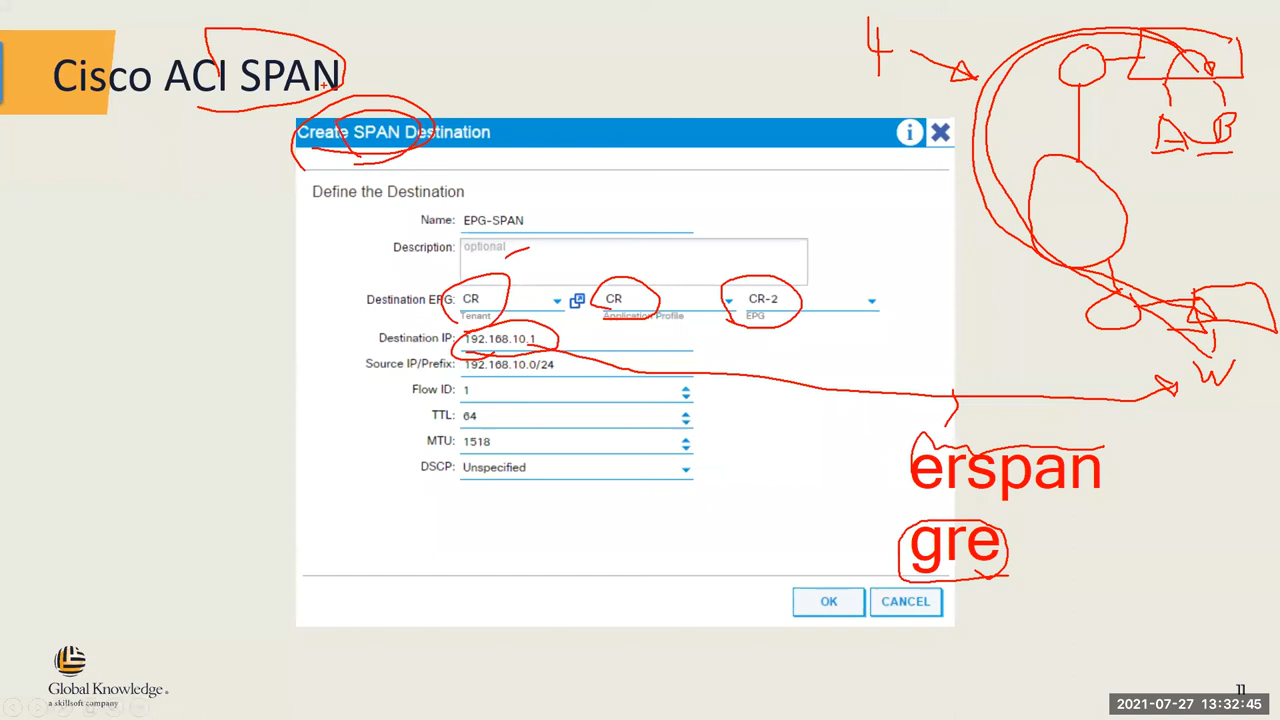 Cisco ACI SPAN
4
A B
Create SPAN Destination
Define the Destination
Name: EPG-SPAN
Description: optional
Destination EPG: CR CR CR-2
Tenant Application Profile EPG
Destination IP: 192.168.10.1
Source IP/Prefix: 192.168.10.0/24
W
Flow ID: 1
TTL: 64
MTU: 1518
DSCP: Unspecified
erspan
gre
OK CANCEL
Global Knowledge®
a skillsoft company
11
2021-07-27 13:32:45